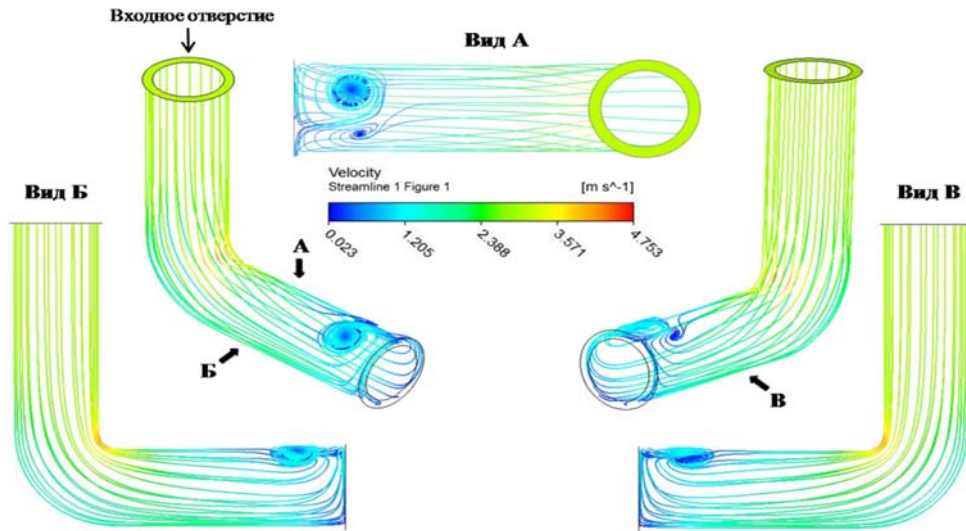 Входное отверстие
Вид А
Velocity
Streamline 1 Figure 1
[m s^-1]
0.023
1.205
2.388
3.571
4.753
Вид Б
Вид В
А
Б
В